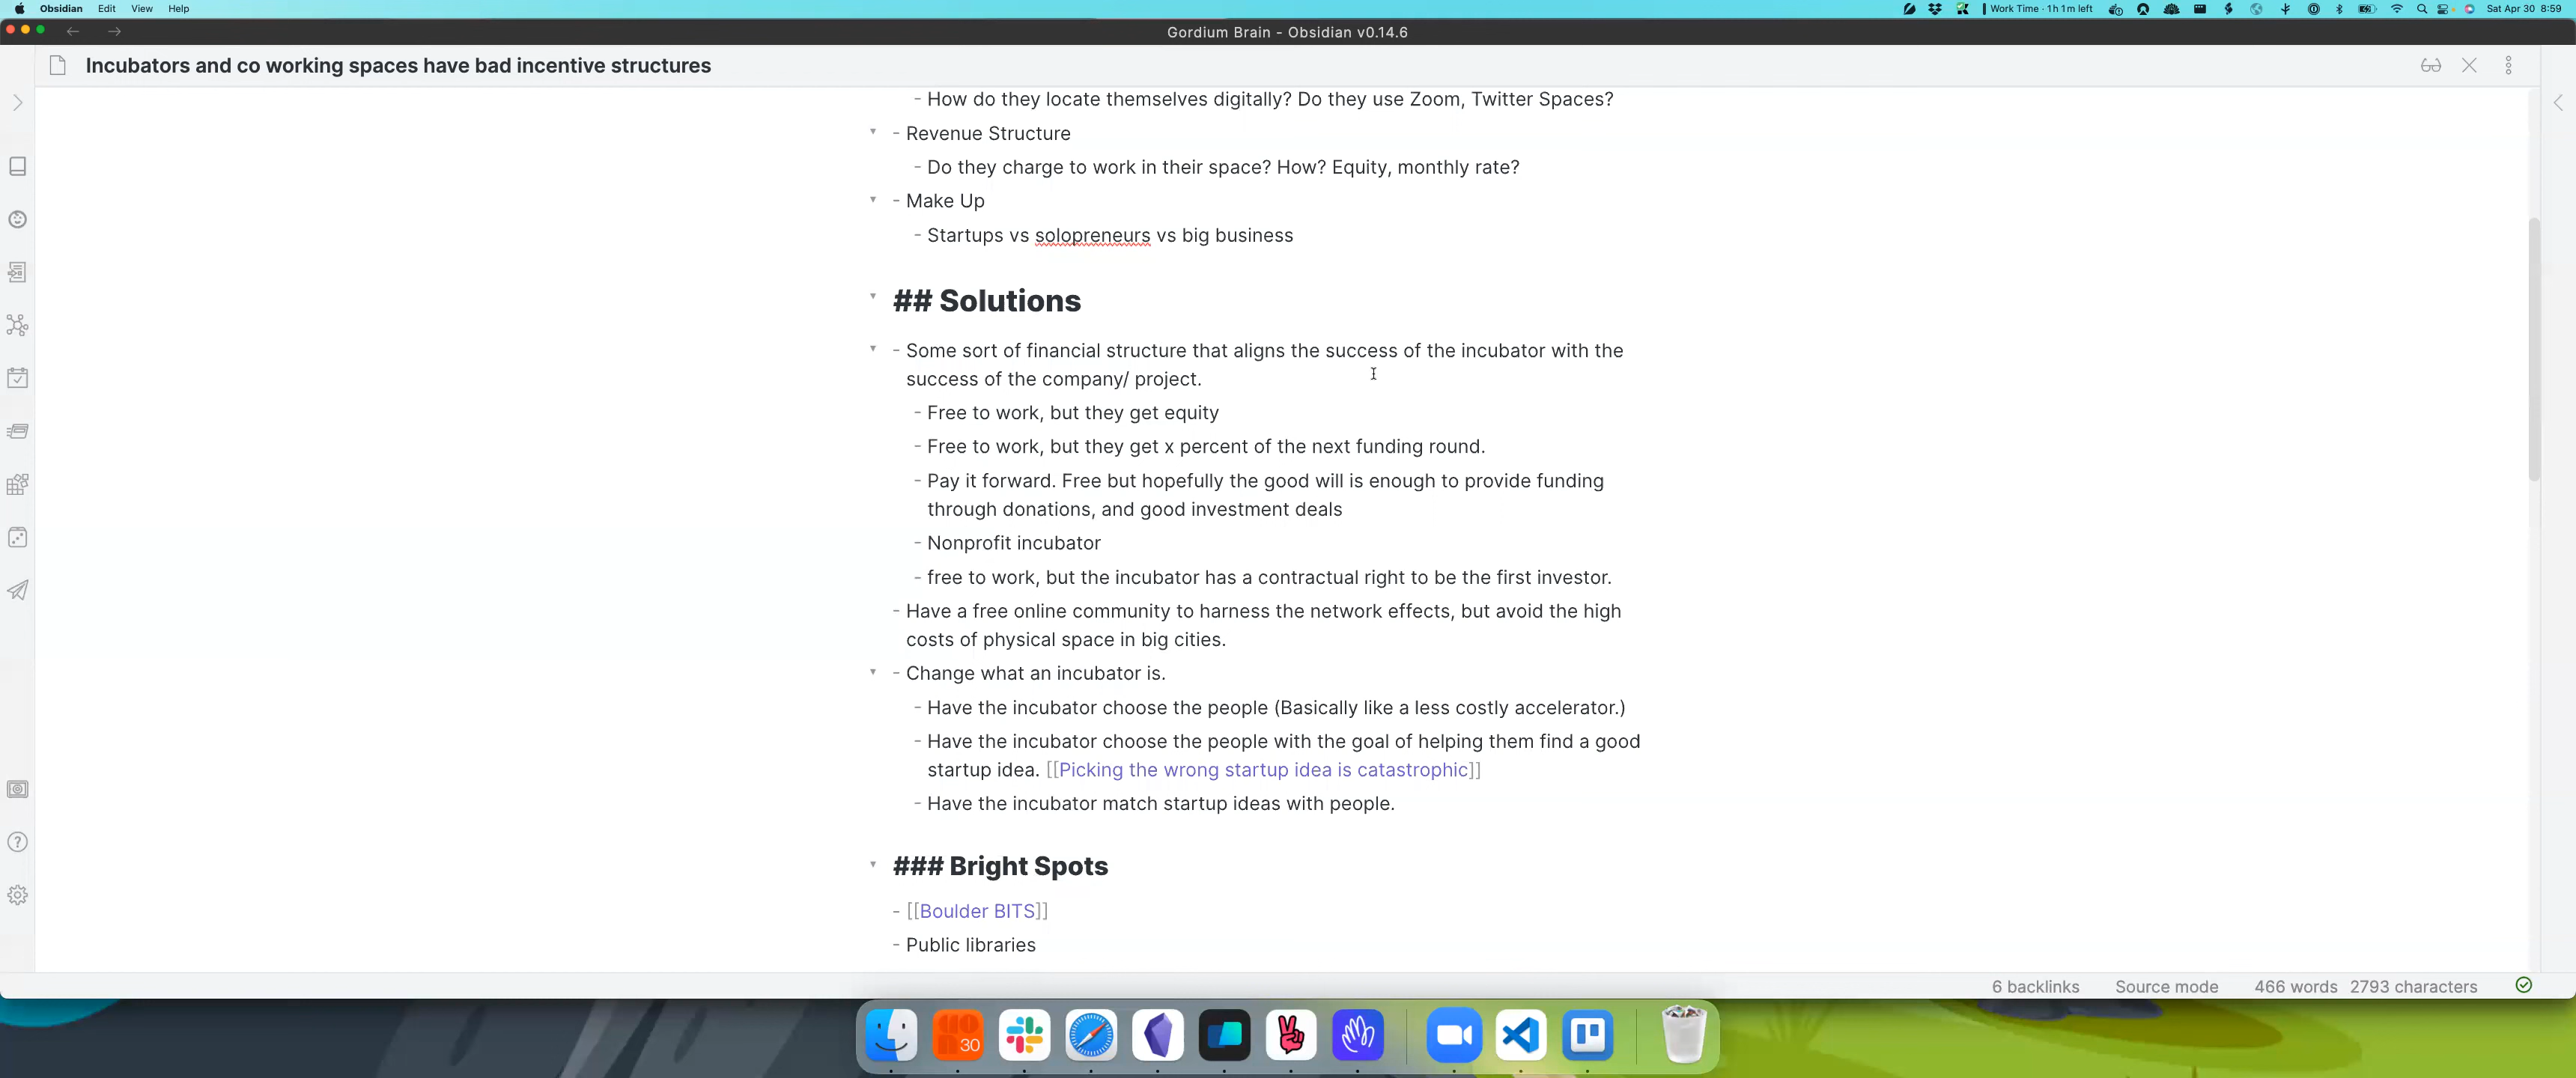 Obsidian Edit View Help
Work Time · 1h 1m left
Sat Apr 30 8:59
Gordium Brain - Obsidian v0.14.6
Incubators and co working spaces have bad incentive structures
- How do they locate themselves digitally? Do they use Zoom, Twitter Spaces?
- Revenue Structure
- Do they charge to work in their space? How? Equity, monthly rate?
- Make Up
- Startups vs solopreneurs vs big business
## Solutions
- Some sort of financial structure that aligns the success of the incubator with the
success of the company/ project.
- Free to work, but they get equity
- Free to work, but they get x percent of the next funding round.
- Pay it forward. Free but hopefully the good will is enough to provide funding
through donations, and good investment deals
- Nonprofit incubator
- free to work, but the incubator has a contractual right to be the first investor.
- Have a free online community to harness the network effects, but avoid the high
costs of physical space in big cities.
- Change what an incubator is.
- Have the incubator choose the people (Basically like a less costly accelerator.)
- Have the incubator choose the people with the goal of helping them find a good
startup idea. [[Picking the wrong startup idea is catastrophic]]
- Have the incubator match startup ideas with people.
### Bright Spots
- [[Boulder BITS]]
- Public libraries
6 backlinks Source mode 466 words 2793 characters
30